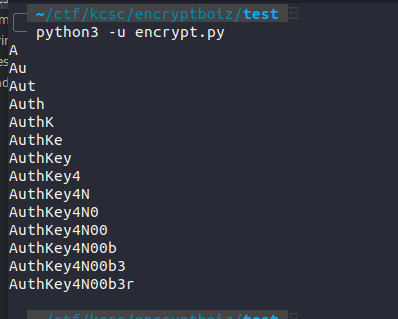 ~/ctf/kcsc/encryptboiz/test
python3 -u encrypt.py
A
Au
Aut
Auth
AuthK
AuthKe
AuthKey
AuthKey4
AuthKey4N
AuthKey4N0
AuthKey4N00
AuthKey4N00b
AuthKey4N00b3
AuthKey4N00b3r
~/ctf/kcsc/encryptboiz/test